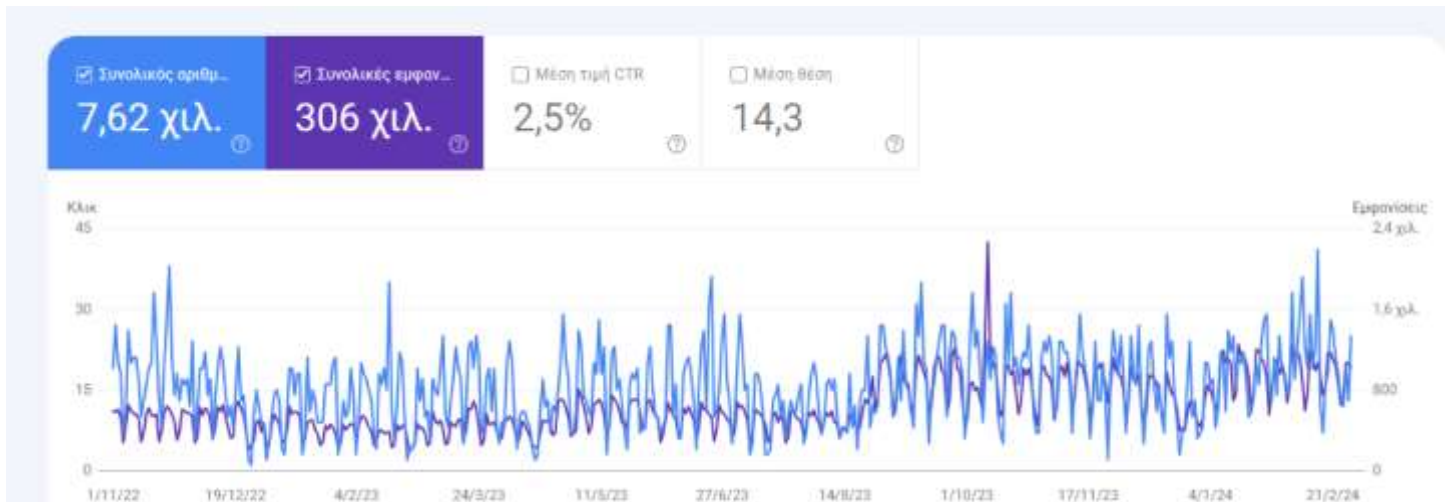 Συνολικός αριθμ...
7,62 χιλ.
Συνολικές εμφαν...
306 χιλ.
Μέση τιμή CTR
2,5%
Μέση θέση
14,3
Κλικ
Εμφανίσεις
45
2,4 χιλ.
30
1,6 χιλ.
15
800
0
0
1/11/22 19/12/22 4/2/23 24/3/23 11/5/23 27/6/23 14/8/23 1/10/23 17/11/23 4/1/24 21/2/24